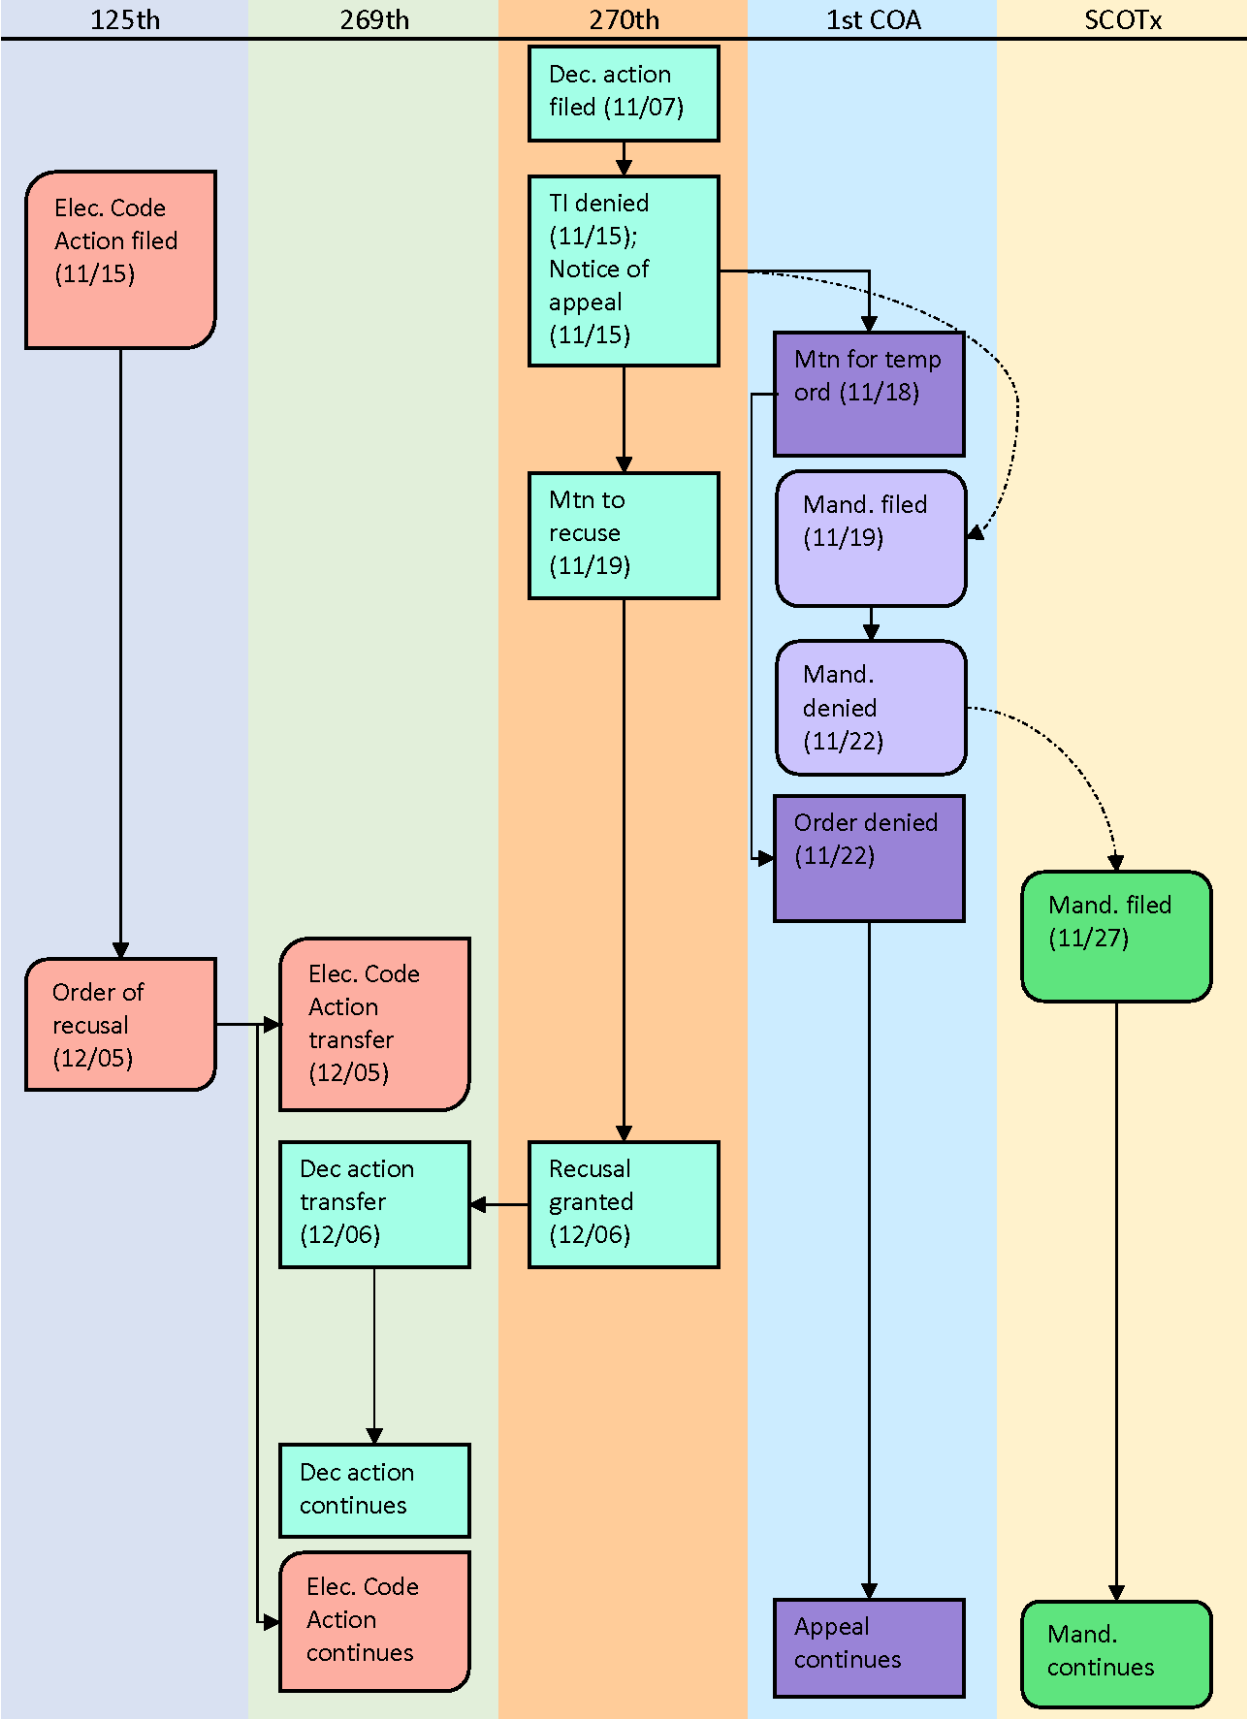 125th
269th
270th
1st COA
SCOTx
Dec. action
filed (11/07)
Elec. Code
Action filed
(11/15)
TI denied
(11/15);
Notice of
appeal
(11/15)
Mtn for temp
ord (11/18)
Mtn to
recuse
(11/19)
Mand. filed
(11/19)
Mand.
denied
(11/22)
Order denied
(11/22)
Mand. filed
(11/27)
Order of
recusal
(12/05)
Elec. Code
Action
transfer
(12/05)
Dec action
transfer
(12/06)
Recusal
granted
(12/06)
Dec action
continues
Elec. Code
Action
continues
Appeal
continues
Mand.
continues